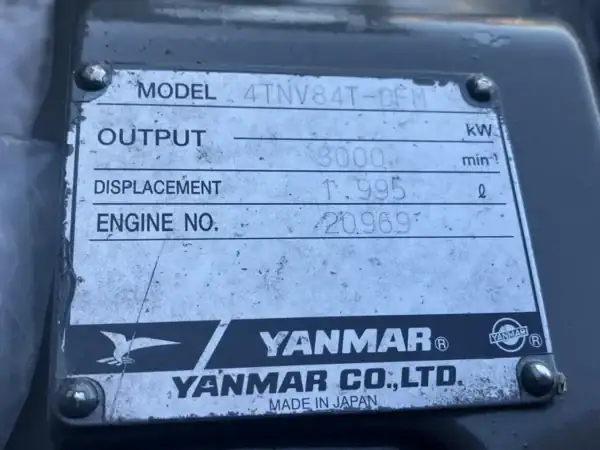 MODEL 4TNV84T-DFM
OUTPUT kW
3000 min-1
DISPLACEMENT 1.995 ℓ
ENGINE NO. 20969
YANMAR ® YANMAR ®
YANMAR CO.,LTD.
MADE IN JAPAN